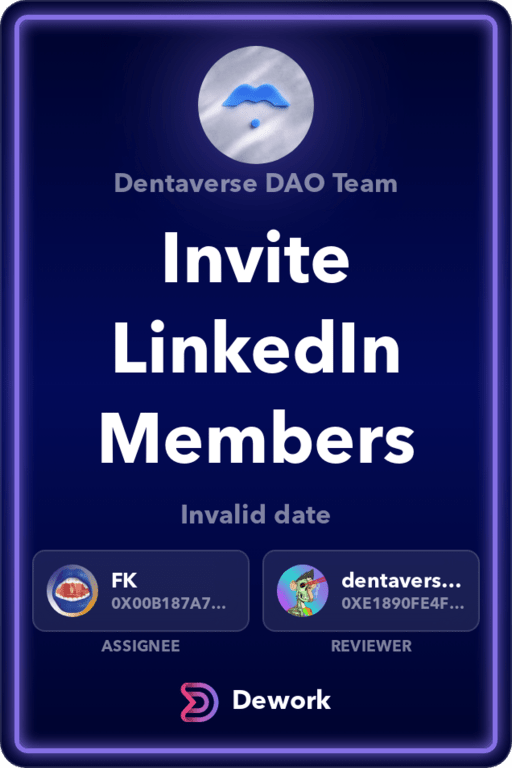 Dentaverse DAO Team
Invite
LinkedIn
Members
Invalid date
FK
0X00B187A7...
ASSIGNEE
dentavers...
0XE1890FE4F...
REVIEWER
Dework